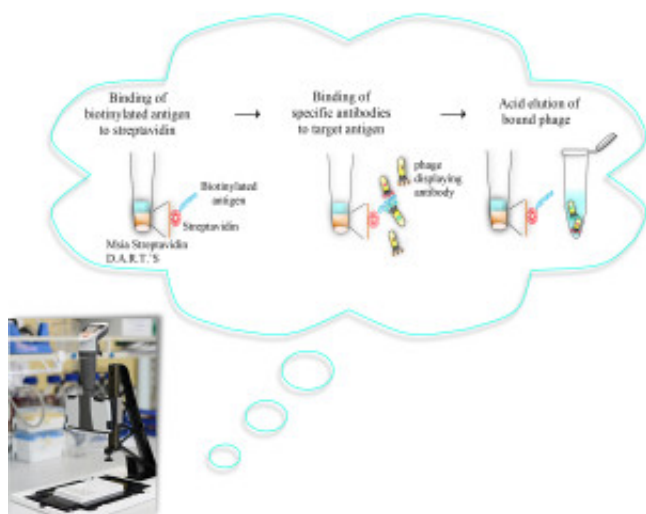 Binding of
biotinylated antigen
to streptavidin
Binding of
specific antibodies
to target antigen
Acid elution of
bound phage
phage
displaying
antibody
Biotinylated
antigen
Streptavidin
Msia Streptavidin
D.A.R.T.'S